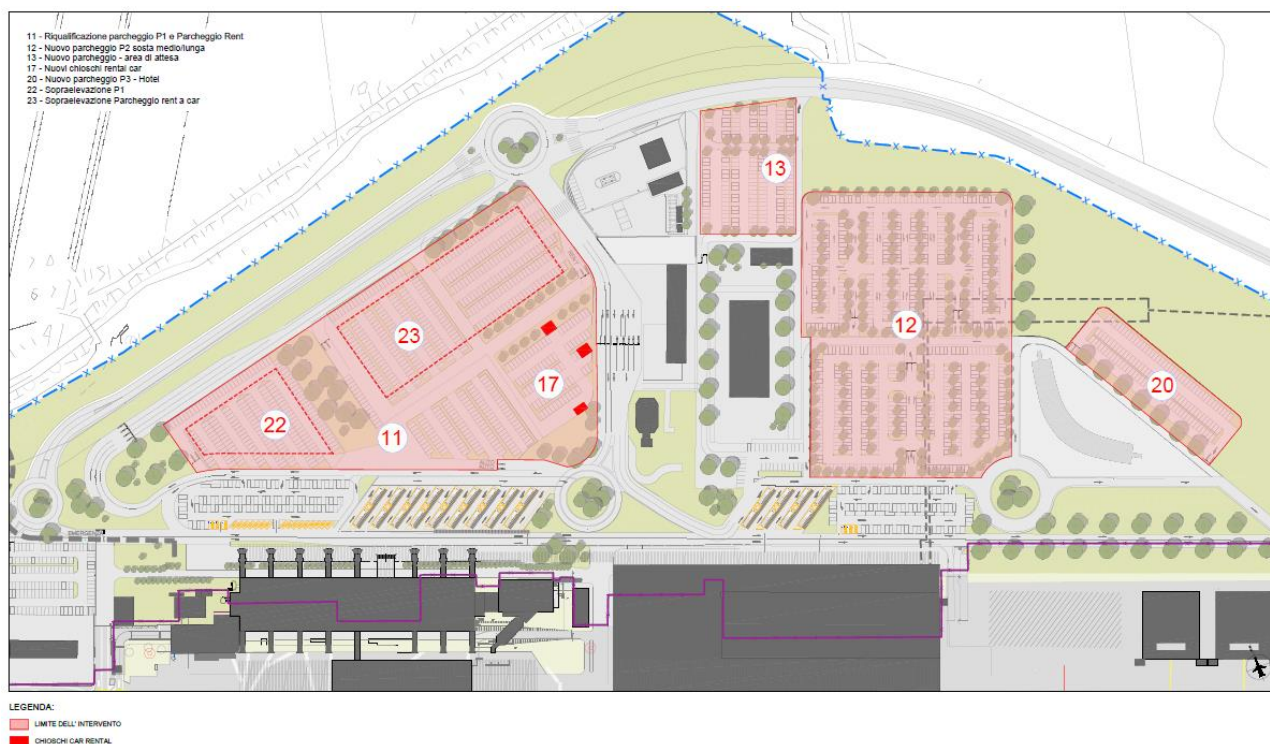 11 - Riqualificazione parcheggio P1 e Parcheggio Rent
12 - Nuovo parcheggio P2 sosta medio/lunga
13 - Nuovo parcheggio - area di attesa
17 - Nuovi chioschi rental car
20 - Nuovo parcheggio P3 - Hotel
22 - Sopraelevazione P1
23 - Sopraelevazione Parcheggio rent a car
13
12
23
17
20
22
11
LEGENDA:
LIMITE DELL' INTERVENTO
CHIOSCHI CAR RENTAL